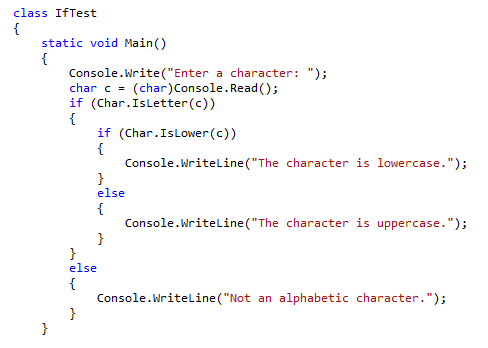 class IfTest
{
    static void Main()
    {
        Console.Write("Enter a character: ");
        char c = (char)Console.Read();
        if (Char.IsLetter(c))
        {
            if (Char.IsLower(c))
            {
                Console.WriteLine("The character is lowercase.");
            }
            else
            {
                Console.WriteLine("The character is uppercase.");
            }
        }
        else
        {
            Console.WriteLine("Not an alphabetic character.");
        }
    }